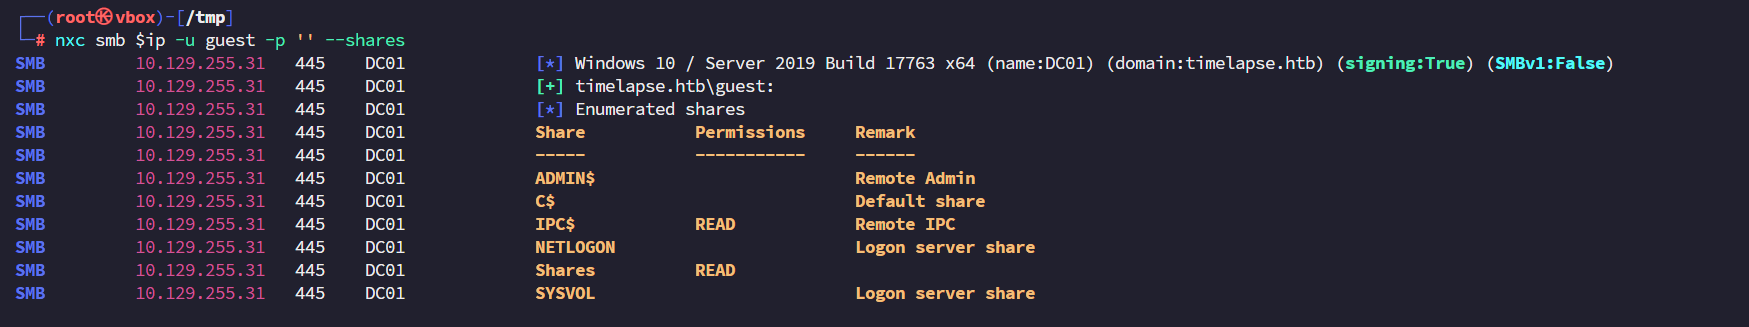 ┌──(root㉿vbox)-[/tmp]
└─# nxc smb $ip -u guest -p '' --shares
SMB 10.129.255.31 445 DC01 [*] Windows 10 / Server 2019 Build 17763 x64 (name:DC01) (domain:timelapse.htb) (signing:True) (SMBv1:False)
SMB 10.129.255.31 445 DC01 [+] timelapse.htb\guest:
SMB 10.129.255.31 445 DC01 [*] Enumerated shares
SMB 10.129.255.31 445 DC01 Share Permissions Remark
SMB 10.129.255.31 445 DC01 ----- ----------- ------
SMB 10.129.255.31 445 DC01 ADMIN$ Remote Admin
SMB 10.129.255.31 445 DC01 C$ Default share
SMB 10.129.255.31 445 DC01 IPC$ READ Remote IPC
SMB 10.129.255.31 445 DC01 NETLOGON Logon server share
SMB 10.129.255.31 445 DC01 Shares READ
SMB 10.129.255.31 445 DC01 SYSVOL Logon server share